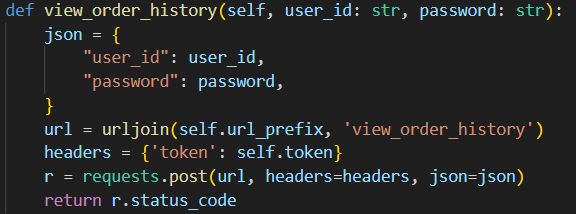 def view_order_history(self, user_id: str, password: str):
    json = {
        "user_id": user_id,
        "password": password,
    }
    url = urljoin(self.url_prefix, 'view_order_history')
    headers = {'token': self.token}
    r = requests.post(url, headers=headers, json=json)
    return r.status_code